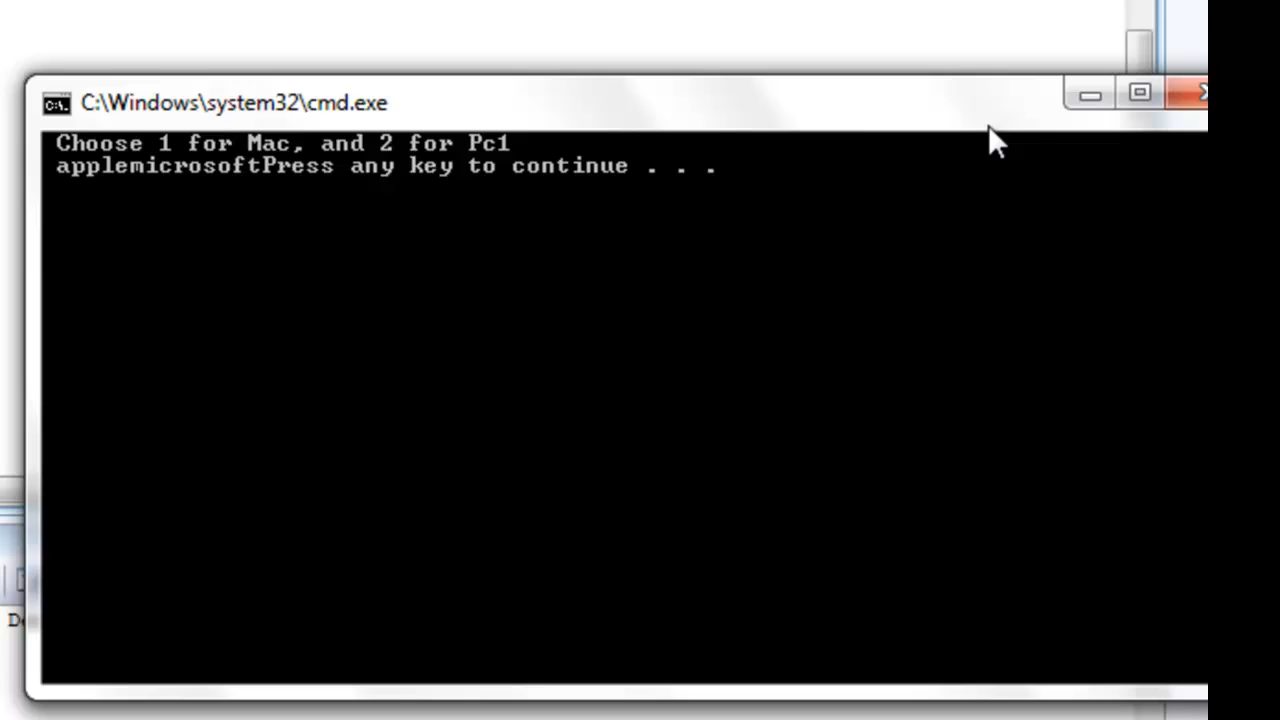 C:\Windows\system32\cmd.exe
Choose 1 for Mac, and 2 for Pc1
applemicrosoftPress any key to continue . . .